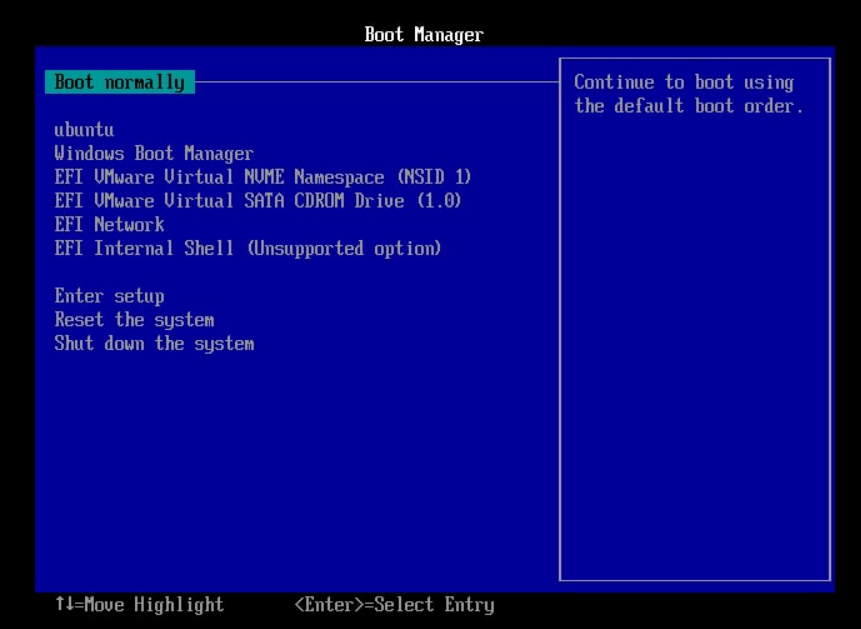 Boot Manager
Boot normally
Continue to boot using
the default boot order.
ubuntu
Windows Boot Manager
EFI VMware Virtual NVME Namespace (NSID 1)
EFI VMware Virtual SATA CDROM Drive (1.0)
EFI Network
EFI Internal Shell (Unsupported option)
Enter setup
Reset the system
Shut down the system
↑↓=Move Highlight <Enter>=Select Entry